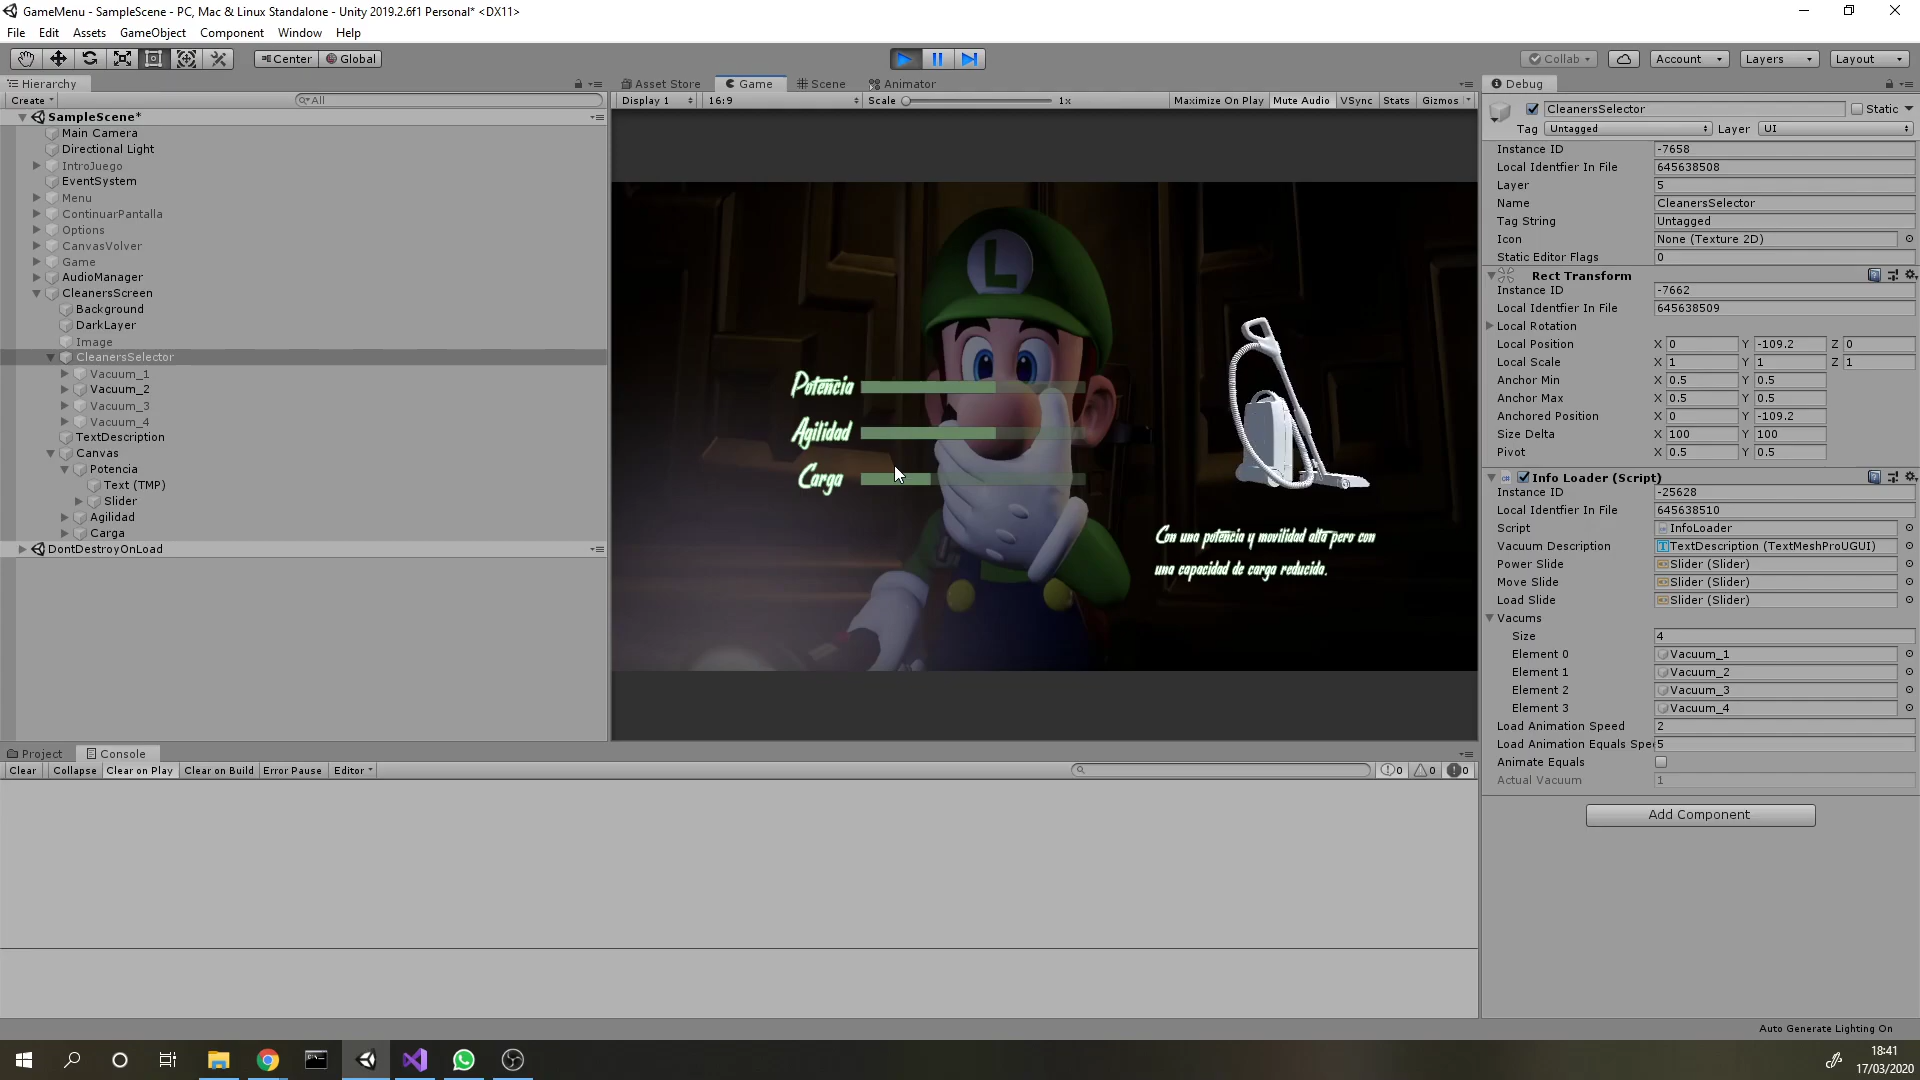 GameMenu - SampleScene - PC, Mac & Linux Standalone - Unity 2019.2.6f1 Personal* <DX11>
File Edit Assets GameObject Component Window Help
Center Global Collab Account Layers Layout
Hierarchy
Create All
SampleScene*
Main Camera
Directional Light
IntroJuego
EventSystem
Menu
ContinuarPantalla
Options
CanvasVolver
Game
AudioManager
CleanersScreen
Background
DarkLayer
Image
CleanersSelector
Vacuum_1
Vacuum_2
Vacuum_3
Vacuum_4
TextDescription
Canvas
Potencia
Text (TMP)
Slider
Agilidad
Carga
DontDestroyOnLoad
Asset Store Game Scene Animator
Display 1 16:9 Scale 1x Maximize On Play Mute Audio VSync Stats Gizmos
L
Potencia
Agilidad
Carga
Con una potencia y movilidad alta pero con
una capacidad de carga reducida.
Debug
CleanersSelector Static
Tag Untagged Layer UI
Instance ID -7658
Local Identfier In File 645638508
Layer 5
Name CleanersSelector
Tag String Untagged
Icon None (Texture 2D)
Static Editor Flags 0
Rect Transform
Instance ID -7662
Local Identfier In File 645638509
Local Rotation
Local Position X 0 Y -109.2 Z 0
Local Scale X 1 Y 1 Z 1
Anchor Min X 0.5 Y 0.5
Anchor Max X 0.5 Y 0.5
Anchored Position X 0 Y -109.2
Size Delta X 100 Y 100
Pivot X 0.5 Y 0.5
Info Loader (Script)
Instance ID -25628
Local Identfier In File 645638510
Script InfoLoader
Vacuum Description TextDescription (TextMeshProUGUI)
Power Slide Slider (Slider)
Move Slide Slider (Slider)
Load Slide Slider (Slider)
Vacums
Size 4
Element 0 Vacuum_1
Element 1 Vacuum_2
Element 2 Vacuum_3
Element 3 Vacuum_4
Load Animation Speed 2
Load Animation Equals Spe 5
Animate Equals
Actual Vacuum 1
Add Component
Project Console
Clear Collapse Clear on Play Clear on Build Error Pause Editor 0 0 0
Auto Generate Lighting On
18:41
17/03/2020